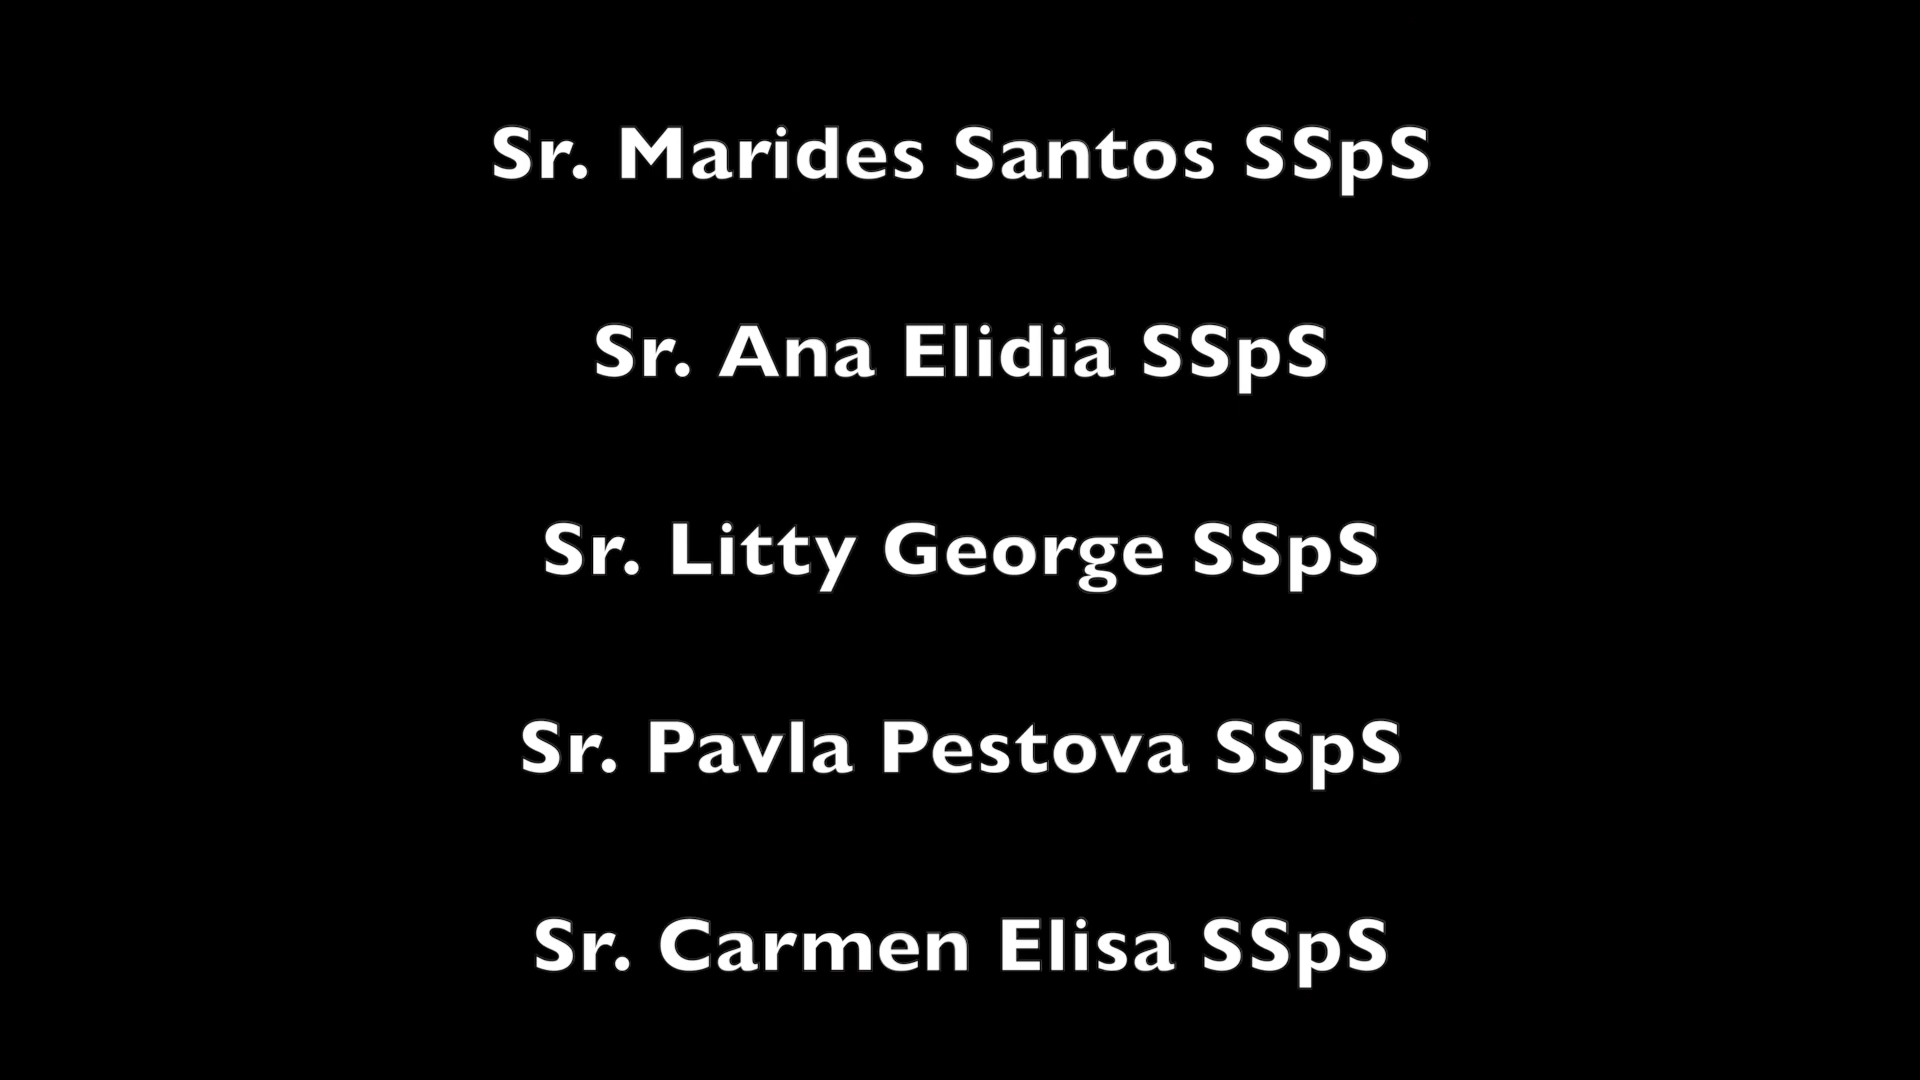 Sr. Marides Santos SSpS
Sr. Ana Elidia SSpS
Sr. Litty George SSpS
Sr. Pavla Pestova SSpS
Sr. Carmen Elisa SSpS